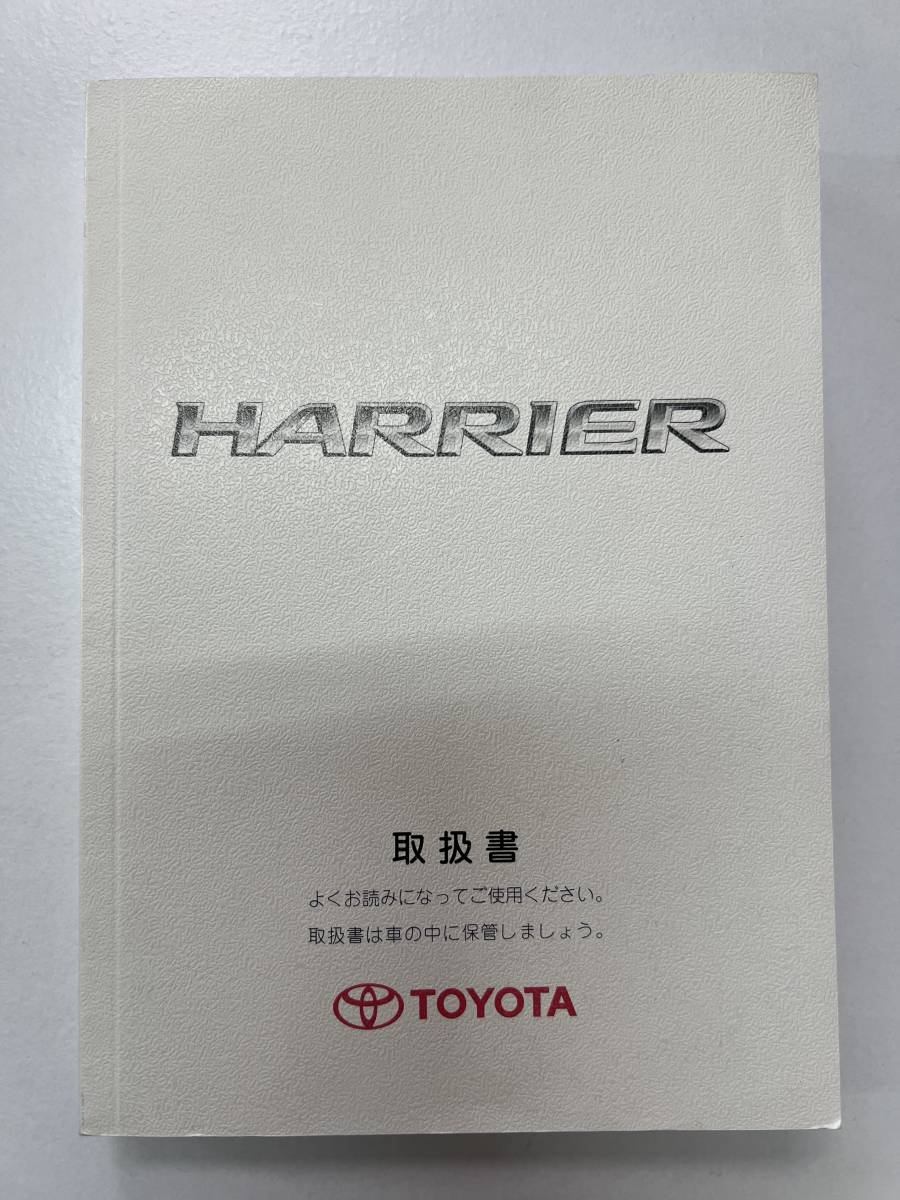 HARRIER
取扱書
よくお読みになってご使用ください。
取扱書は車の中に保管しましょう。
TOYOTA